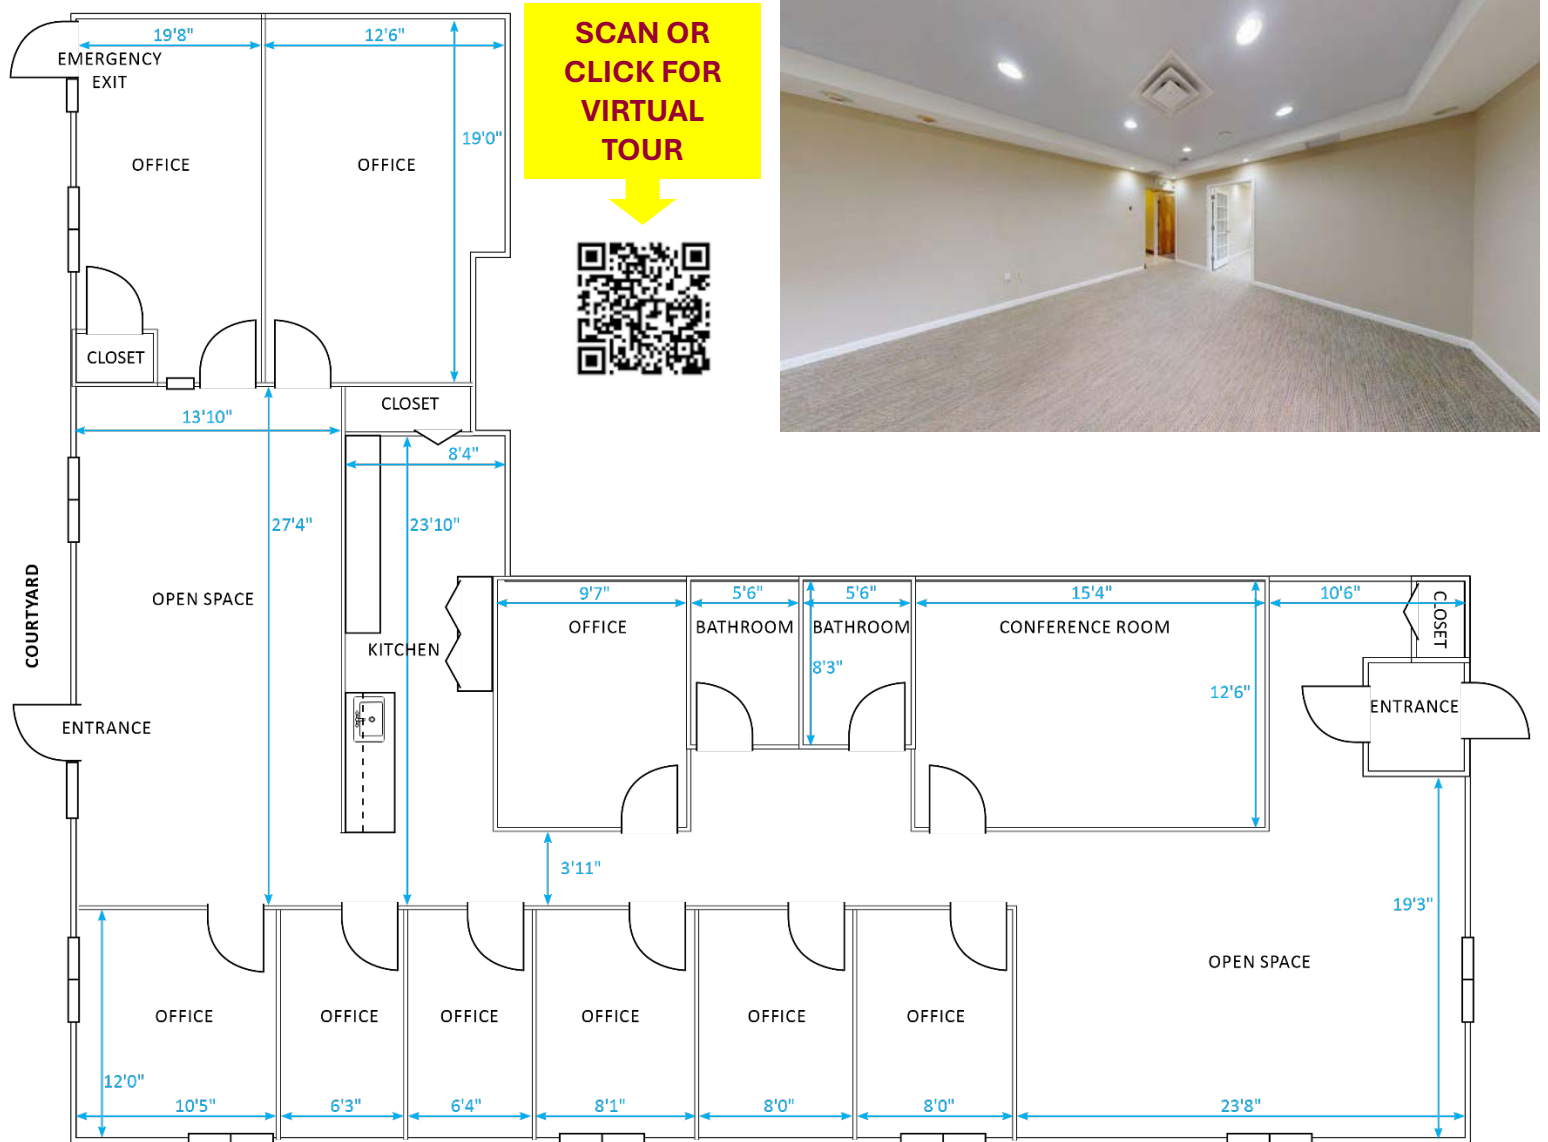 19'8"
12'6"
EMERGENCY
EXIT
19'0"
OFFICE
OFFICE
CLOSET
SCAN OR
CLICK FOR
VIRTUAL
TOUR
CLOSET
13'10"
8'4"
27'4"
23'10"
COURTYARD
OPEN SPACE
KITCHEN
ENTRANCE
9'7"
5'6"
5'6"
15'4"
10'6"
OFFICE
BATHROOM
BATHROOM
CONFERENCE ROOM
CLOSET
8'3"
12'6"
ENTRANCE
3'11"
19'3"
OPEN SPACE
OFFICE
OFFICE
OFFICE
OFFICE
OFFICE
OFFICE
12'0"
10'5"
6'3"
6'4"
8'1"
8'0"
8'0"
23'8"